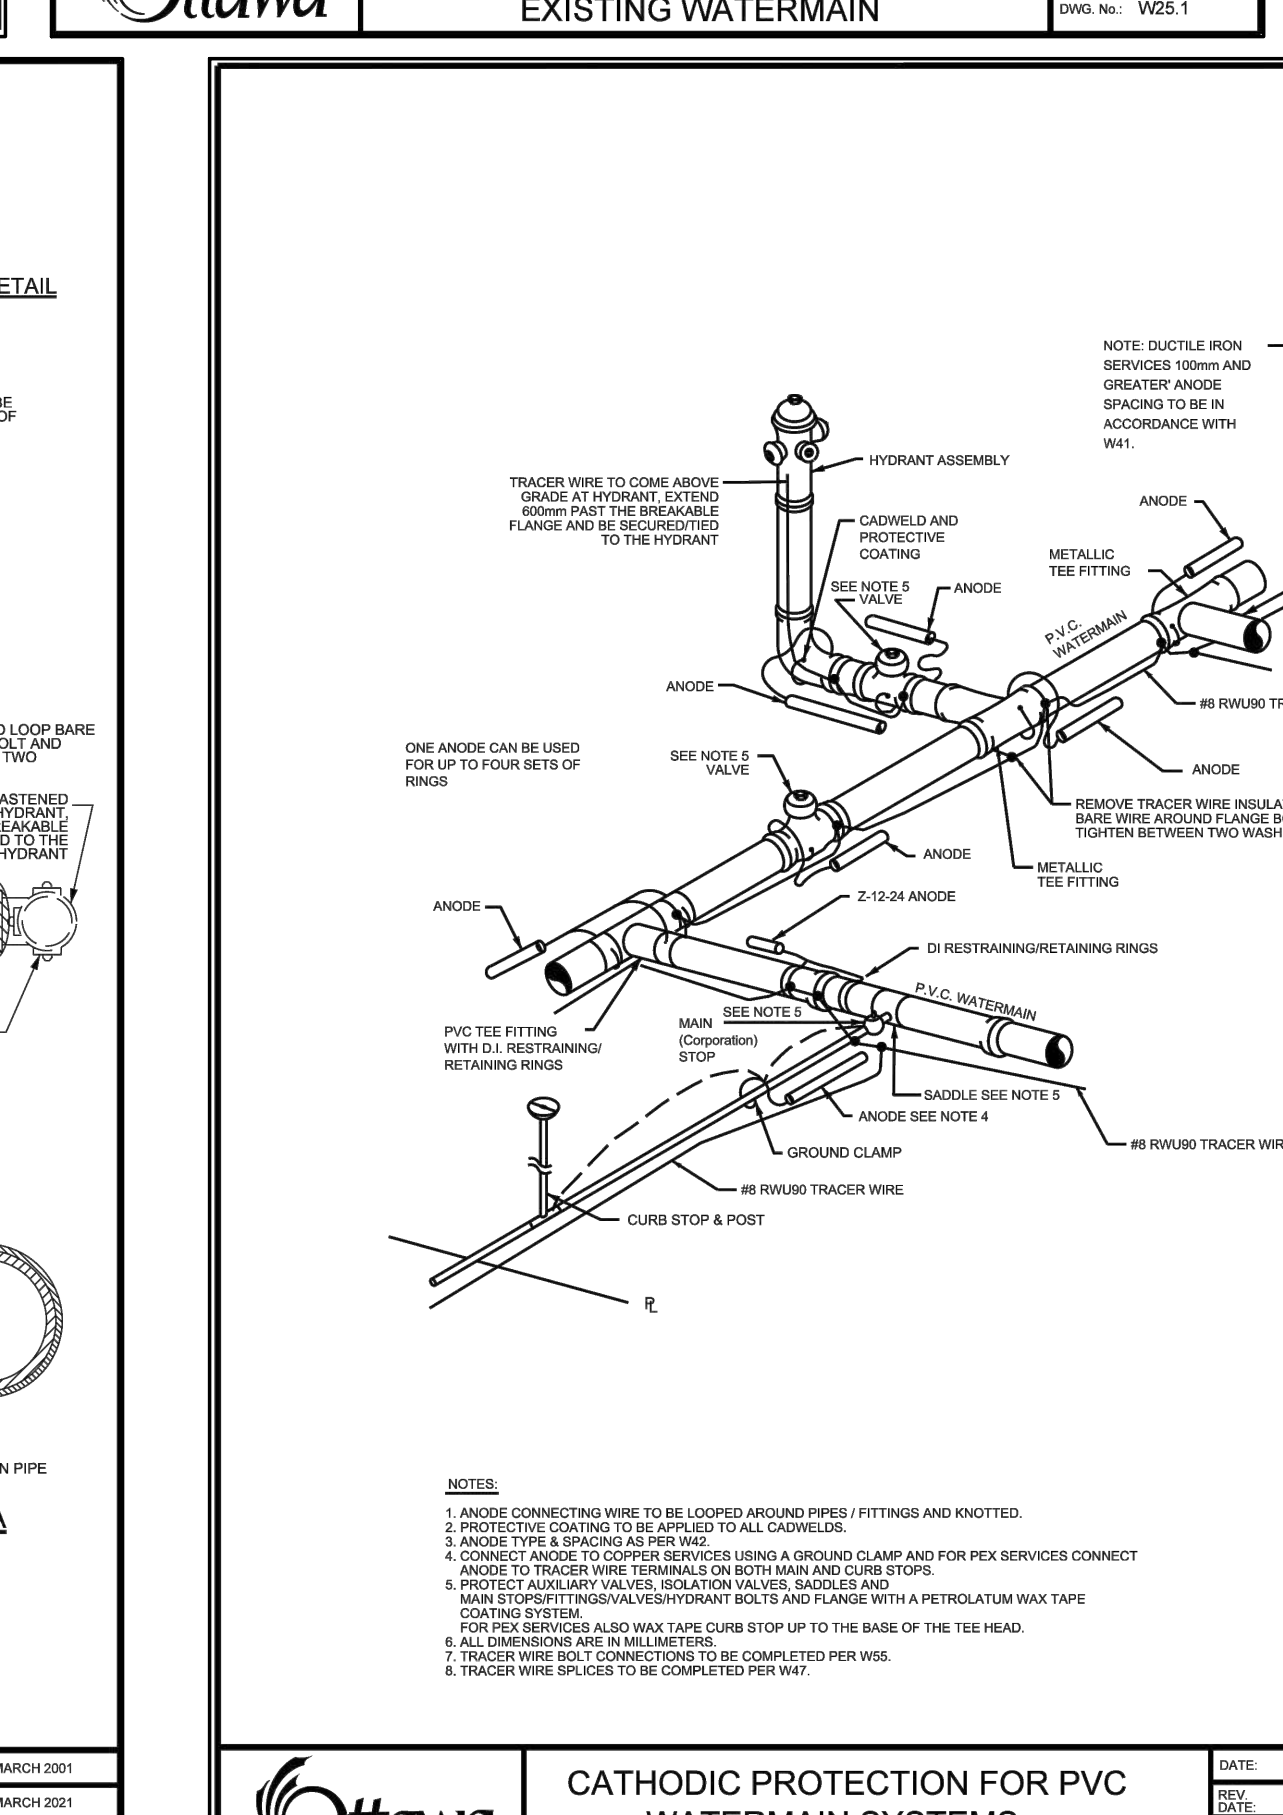 Ottawa
EXISTING WATERMAIN
DWG. No.: W25.1
ETAIL
BE
OF
LOOP BARE
OLT AND
TWO
ASTENED
HYDRANT,
REAKABLE
D TO THE
HYDRANT
N PIPE
A
MARCH 2001
MARCH 2021
NOTE: DUCTILE IRON
SERVICES 100mm AND
GREATER' ANODE
SPACING TO BE IN
ACCORDANCE WITH
W41.
HYDRANT ASSEMBLY
TRACER WIRE TO COME ABOVE
GRADE AT HYDRANT, EXTEND
600mm PAST THE BREAKABLE
FLANGE AND BE SECURED/TIED
TO THE HYDRANT
CADWELD AND
PROTECTIVE
COATING
ANODE
METALLIC
TEE FITTING
SEE NOTE 5
VALVE
ANODE
P.V.C.
WATERMAIN
ANODE
#8 RWU90 TR
ONE ANODE CAN BE USED
FOR UP TO FOUR SETS OF
RINGS
SEE NOTE 5
VALVE
ANODE
REMOVE TRACER WIRE INSULA
BARE WIRE AROUND FLANGE BO
TIGHTEN BETWEEN TWO WASH
ANODE
METALLIC
TEE FITTING
Z-12-24 ANODE
ANODE
DI RESTRAINING/RETAINING RINGS
P.V.C. WATERMAIN
SEE NOTE 5
MAIN
(Corporation)
STOP
PVC TEE FITTING
WITH D.I. RESTRAINING/
RETAINING RINGS
SADDLE SEE NOTE 5
ANODE SEE NOTE 4
#8 RWU90 TRACER WIR
GROUND CLAMP
#8 RWU90 TRACER WIRE
CURB STOP & POST
PL
NOTES:
1. ANODE CONNECTING WIRE TO BE LOOPED AROUND PIPES / FITTINGS AND KNOTTED.
2. PROTECTIVE COATING TO BE APPLIED TO ALL CADWELDS.
3. ANODE TYPE & SPACING AS PER W42.
4. CONNECT ANODE TO COPPER SERVICES USING A GROUND CLAMP AND FOR PEX SERVICES CONNECT
ANODE TO TRACER WIRE TERMINALS ON BOTH MAIN AND CURB STOPS.
5. PROTECT AUXILIARY VALVES, ISOLATION VALVES, SADDLES AND
MAIN STOPS/FITTINGS/VALVES/HYDRANT BOLTS AND FLANGE WITH A PETROLATUM WAX TAPE
COATING SYSTEM.
FOR PEX SERVICES ALSO WAX TAPE CURB STOP UP TO THE BASE OF THE TEE HEAD.
6. ALL DIMENSIONS ARE IN MILLIMETERS.
7. TRACER WIRE BOLT CONNECTIONS TO BE COMPLETED PER W55.
8. TRACER WIRE SPLICES TO BE COMPLETED PER W47.
Ottawa
CATHODIC PROTECTION FOR PVC
WATERMAIN SYSTEMS
DATE:
REV.
DATE: